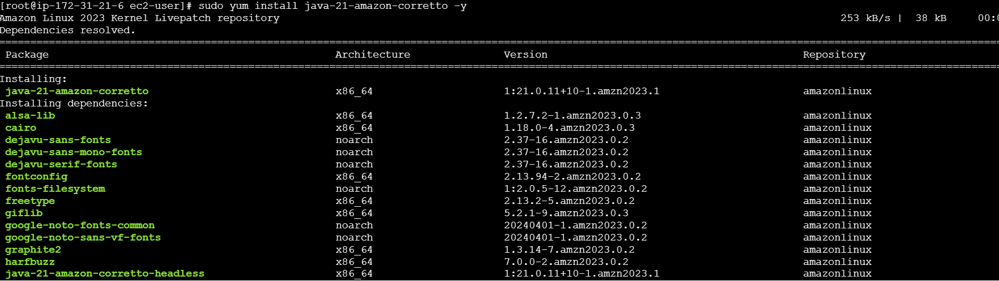 [root@ip-172-31-21-6 ec2-user]# sudo yum install java-21-amazon-corretto -y
Amazon Linux 2023 Kernel Livepatch repository 253 kB/s | 38 kB 00:0
Dependencies resolved.
Package Architecture Version Repository
Installing:
java-21-amazon-corretto x86_64 1:21.0.11+10-1.amzn2023.1 amazonlinux
Installing dependencies:
alsa-lib x86_64 1.2.7.2-1.amzn2023.0.3 amazonlinux
cairo x86_64 1.18.0-4.amzn2023.0.3 amazonlinux
dejavu-sans-fonts noarch 2.37-16.amzn2023.0.2 amazonlinux
dejavu-sans-mono-fonts noarch 2.37-16.amzn2023.0.2 amazonlinux
dejavu-serif-fonts noarch 2.37-16.amzn2023.0.2 amazonlinux
fontconfig x86_64 2.13.94-2.amzn2023.0.2 amazonlinux
fonts-filesystem noarch 1:2.0.5-12.amzn2023.0.2 amazonlinux
freetype x86_64 2.13.2-5.amzn2023.0.2 amazonlinux
giflib x86_64 5.2.1-9.amzn2023.0.3 amazonlinux
google-noto-fonts-common noarch 20240401-1.amzn2023.0.2 amazonlinux
google-noto-sans-vf-fonts noarch 20240401-1.amzn2023.0.2 amazonlinux
graphite2 x86_64 1.3.14-7.amzn2023.0.2 amazonlinux
harfbuzz x86_64 7.0.0-2.amzn2023.0.2 amazonlinux
java-21-amazon-corretto-headless x86_64 1:21.0.11+10-1.amzn2023.1 amazonlinux